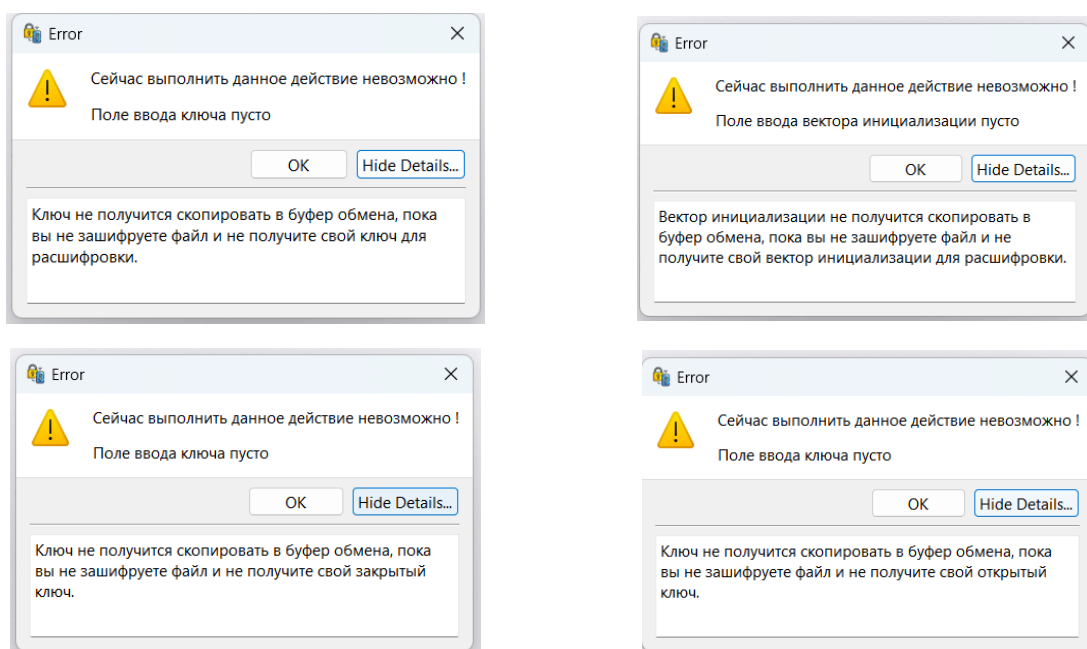 Error
Сейчас выполнить данное действие невозможно !
Поле ввода ключа пусто
OK
Hide Details...
Ключ не получится скопировать в буфер обмена, пока
вы не зашифруете файл и не получите свой ключ для
расшифровки.
Error
Сейчас выполнить данное действие невозможно !
Поле ввода вектора инициализации пусто
OK
Hide Details...
Вектор инициализации не получится скопировать в
буфер обмена, пока вы не зашифруете файл и не
получите свой вектор инициализации для расшифровки.
Error
Сейчас выполнить данное действие невозможно !
Поле ввода ключа пусто
OK
Hide Details...
Ключ не получится скопировать в буфер обмена, пока
вы не зашифруете файл и не получите свой закрытый
ключ.
Error
Сейчас выполнить данное действие невозможно !
Поле ввода ключа пусто
OK
Hide Details...
Ключ не получится скопировать в буфер обмена, пока
вы не зашифруете файл и не получите свой открытый
ключ.